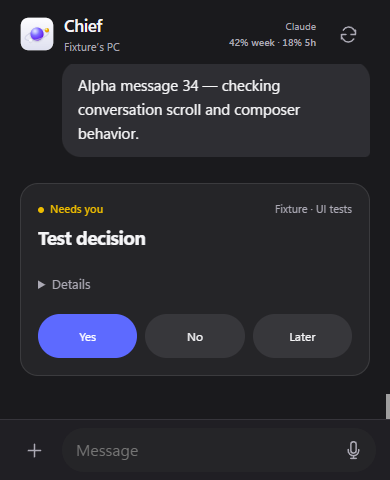 Chief
Fixture's PC
Claude
42% week · 18% 5h
Alpha message 34 — checking
conversation scroll and composer
behavior.
Needs you
Fixture · UI tests
Test decision
Details
Yes
No
Later
Message